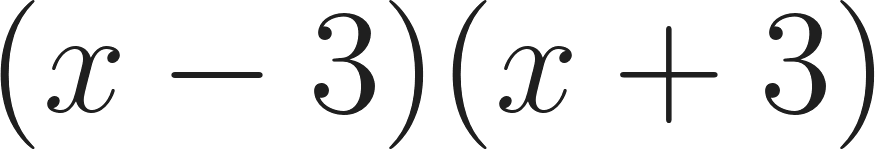 (x − 3)(x + 3)